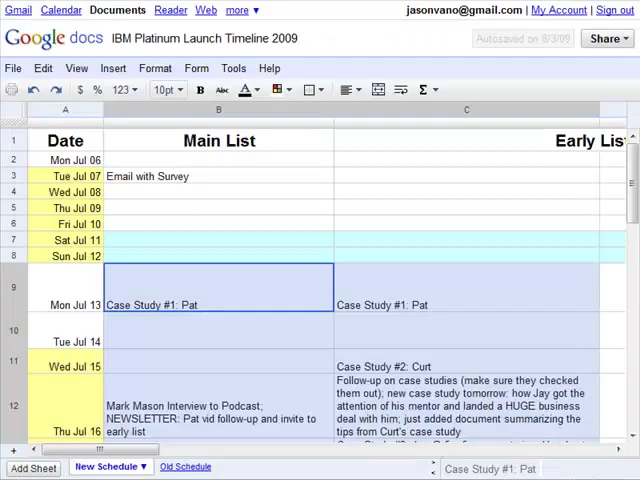 Gmail Calendar Documents Reader Web more ▼ jasonvano@gmail.com | My Account | Sign out
Google docs IBM Platinum Launch Timeline 2009 Autosaved on 8/3/09 Share
File Edit View Insert Format Form Tools Help
$ % 123 10pt B Abc A Σ
A B C
1 Date Main List Early List
2 Mon Jul 06
3 Tue Jul 07 Email with Survey
4 Wed Jul 08
5 Thu Jul 09
6 Fri Jul 10
7 Sat Jul 11
8 Sun Jul 12
9 Mon Jul 13 Case Study #1: Pat Case Study #1: Pat
10 Tue Jul 14
11 Wed Jul 15 Case Study #2: Curt
Follow-up on case studies (make sure they checked
them out); new case study tomorrow: how Jay got the
attention of his mentor and landed a HUGE business
deal with him; just added document summarizing the
tips from Curt's case study
12 Thu Jul 16 Mark Mason Interview to Podcast;
NEWSLETTER: Pat vid follow-up and invite to
early list
Add Sheet New Schedule ▼ Old Schedule Case Study #1: Pat